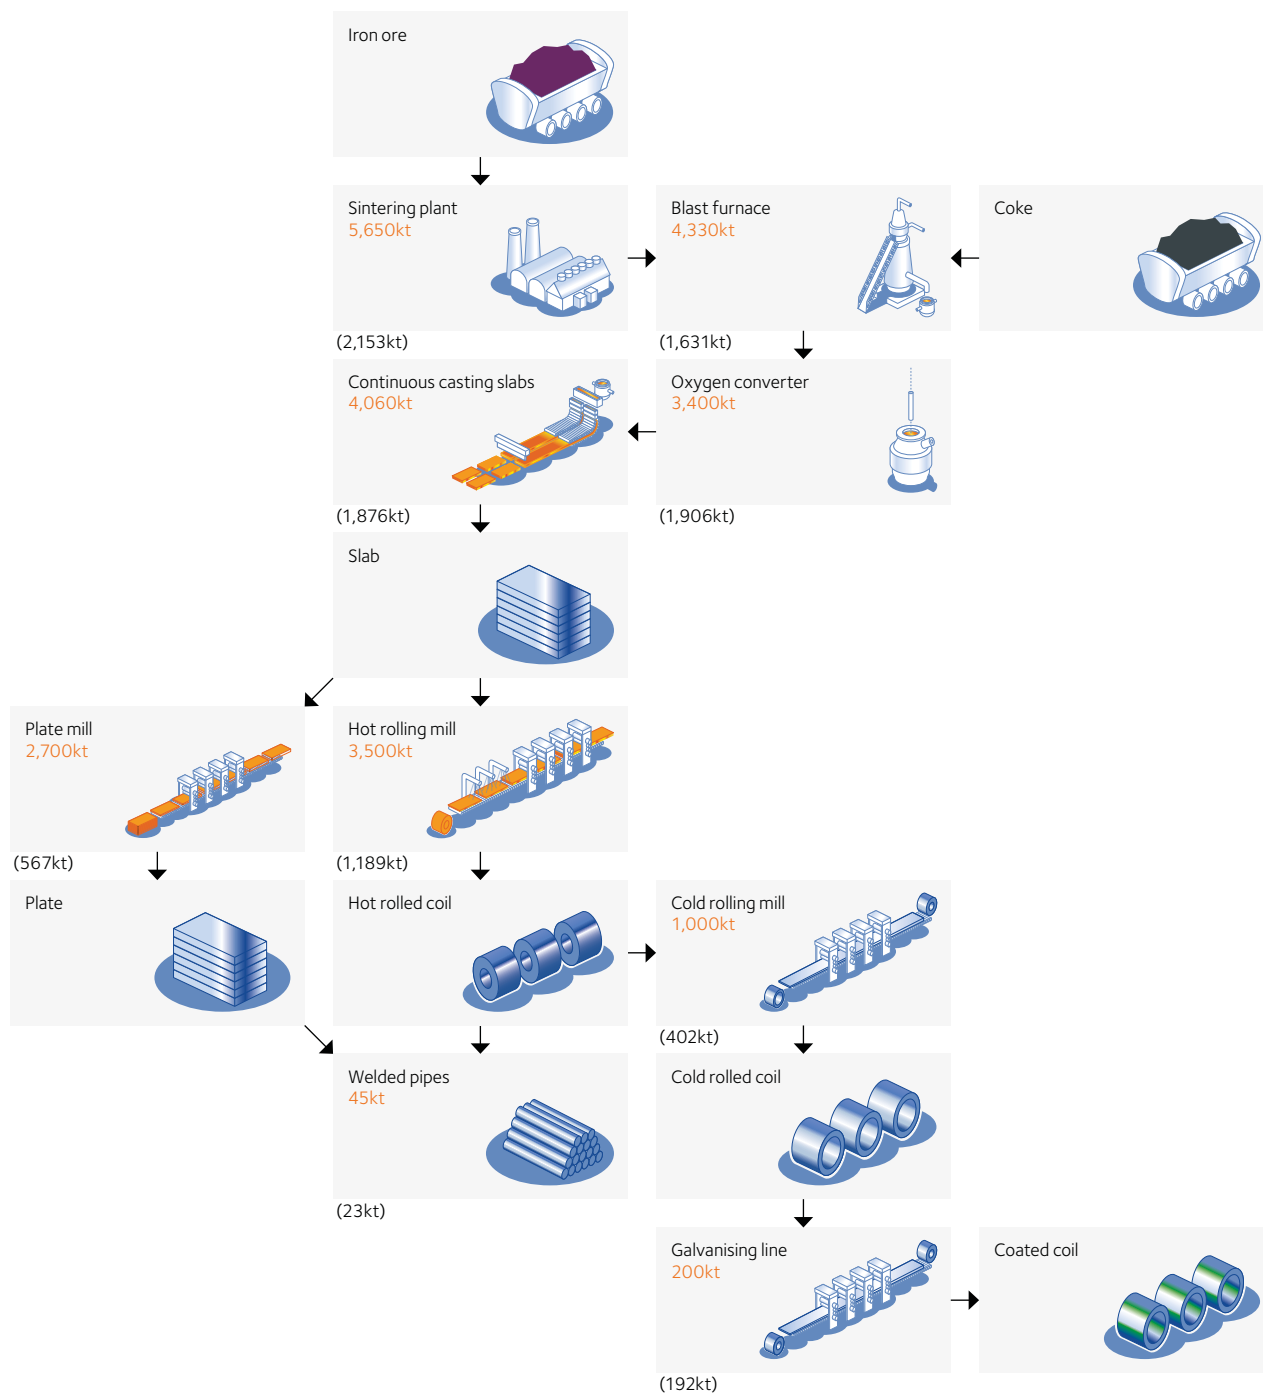 Iron ore
Sintering plant
5,650kt
(2,153kt)
Blast furnace
4,330kt
(1,631kt)
Coke
Continuous casting slabs
4,060kt
(1,876kt)
Oxygen converter
3,400kt
(1,906kt)
Slab
Plate mill
2,700kt
(567kt)
Hot rolling mill
3,500kt
(1,189kt)
Plate
Hot rolled coil
Cold rolling mill
1,000kt
(402kt)
Welded pipes
45kt
(23kt)
Cold rolled coil
Galvanising line
200kt
(192kt)
Coated coil